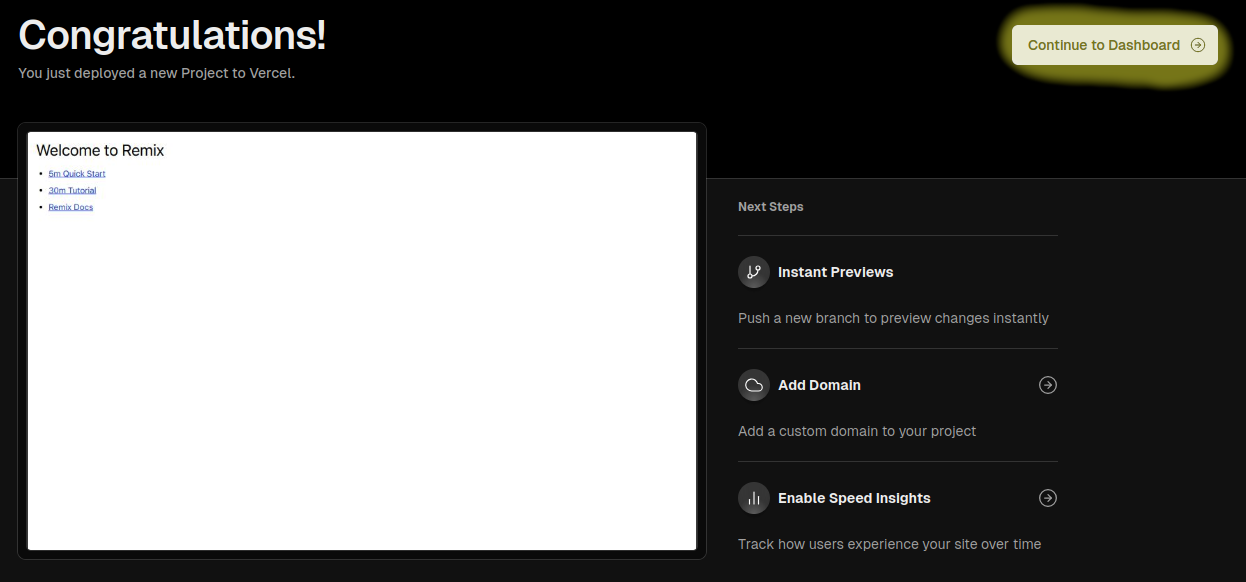 Congratulations!
You just deployed a new Project to Vercel.
Continue to Dashboard
Welcome to Remix
5m Quick Start
30m Tutorial
Remix Docs
Next Steps
Instant Previews
Push a new branch to preview changes instantly
Add Domain
Add a custom domain to your project
Enable Speed Insights
Track how users experience your site over time